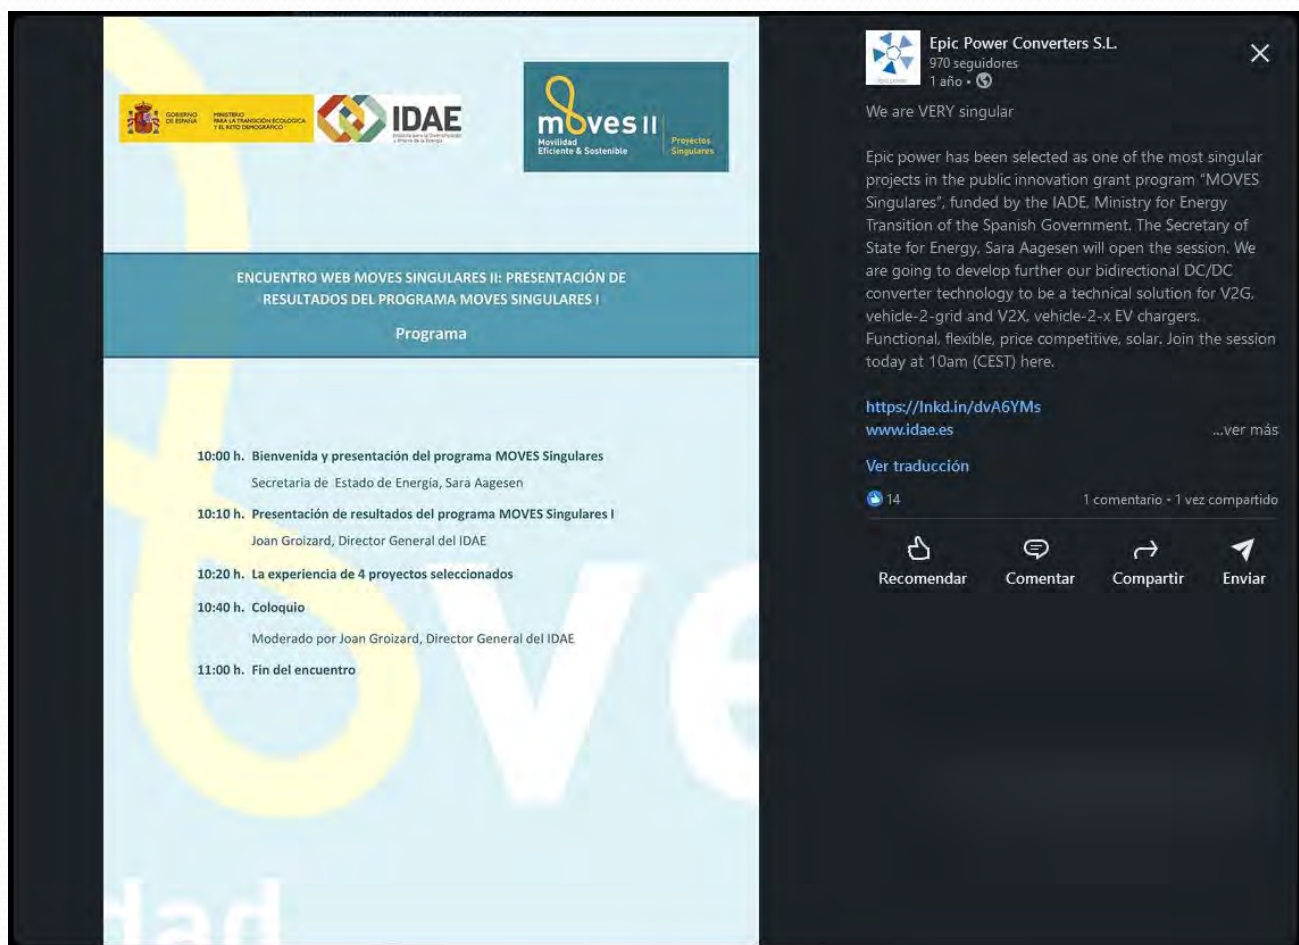 GOBIERNO
DE ESPAÑA
MINISTERIO
PARA LA TRANSICIÓN ECOLÓGICA
Y EL RETO DEMOGRÁFICO
IDAE
moves II
Movilidad
Eficiente & Sostenible
Proyectos
Singulares
ENCUENTRO WEB MOVES SINGULARES II: PRESENTACIÓN DE
RESULTADOS DEL PROGRAMA MOVES SINGULARES I
Programa
10:00 h. Bienvenida y presentación del programa MOVES Singulares
Secretaria de Estado de Energía, Sara Aagesen
10:10 h. Presentación de resultados del programa MOVES Singulares I
Joan Groizard, Director General del IDAE
10:20 h. La experiencia de 4 proyectos seleccionados
10:40 h. Coloquio
Moderado por Joan Groizard, Director General del IDAE
11:00 h. Fin del encuentro
ve
dad
epic power
Epic Power Converters S.L.
970 seguidores
1 año •
We are VERY singular
Epic power has been selected as one of the most singular
projects in the public innovation grant program "MOVES
Singulares", funded by the IADE, Ministry for Energy
Transition of the Spanish Government. The Secretary of
State for Energy, Sara Aagesen will open the session. We
are going to develop further our bidirectional DC/DC
converter technology to be a technical solution for V2G,
vehicle-2-grid and V2X, vehicle-2-x EV chargers.
Functional, flexible, price competitive, solar. Join the session
today at 10am (CEST) here.
https://lnkd.in/dvA6YMs
www.idae.es
...ver más
Ver traducción
14
1 comentario • 1 vez compartido
Recomendar
Comentar
Compartir
Enviar